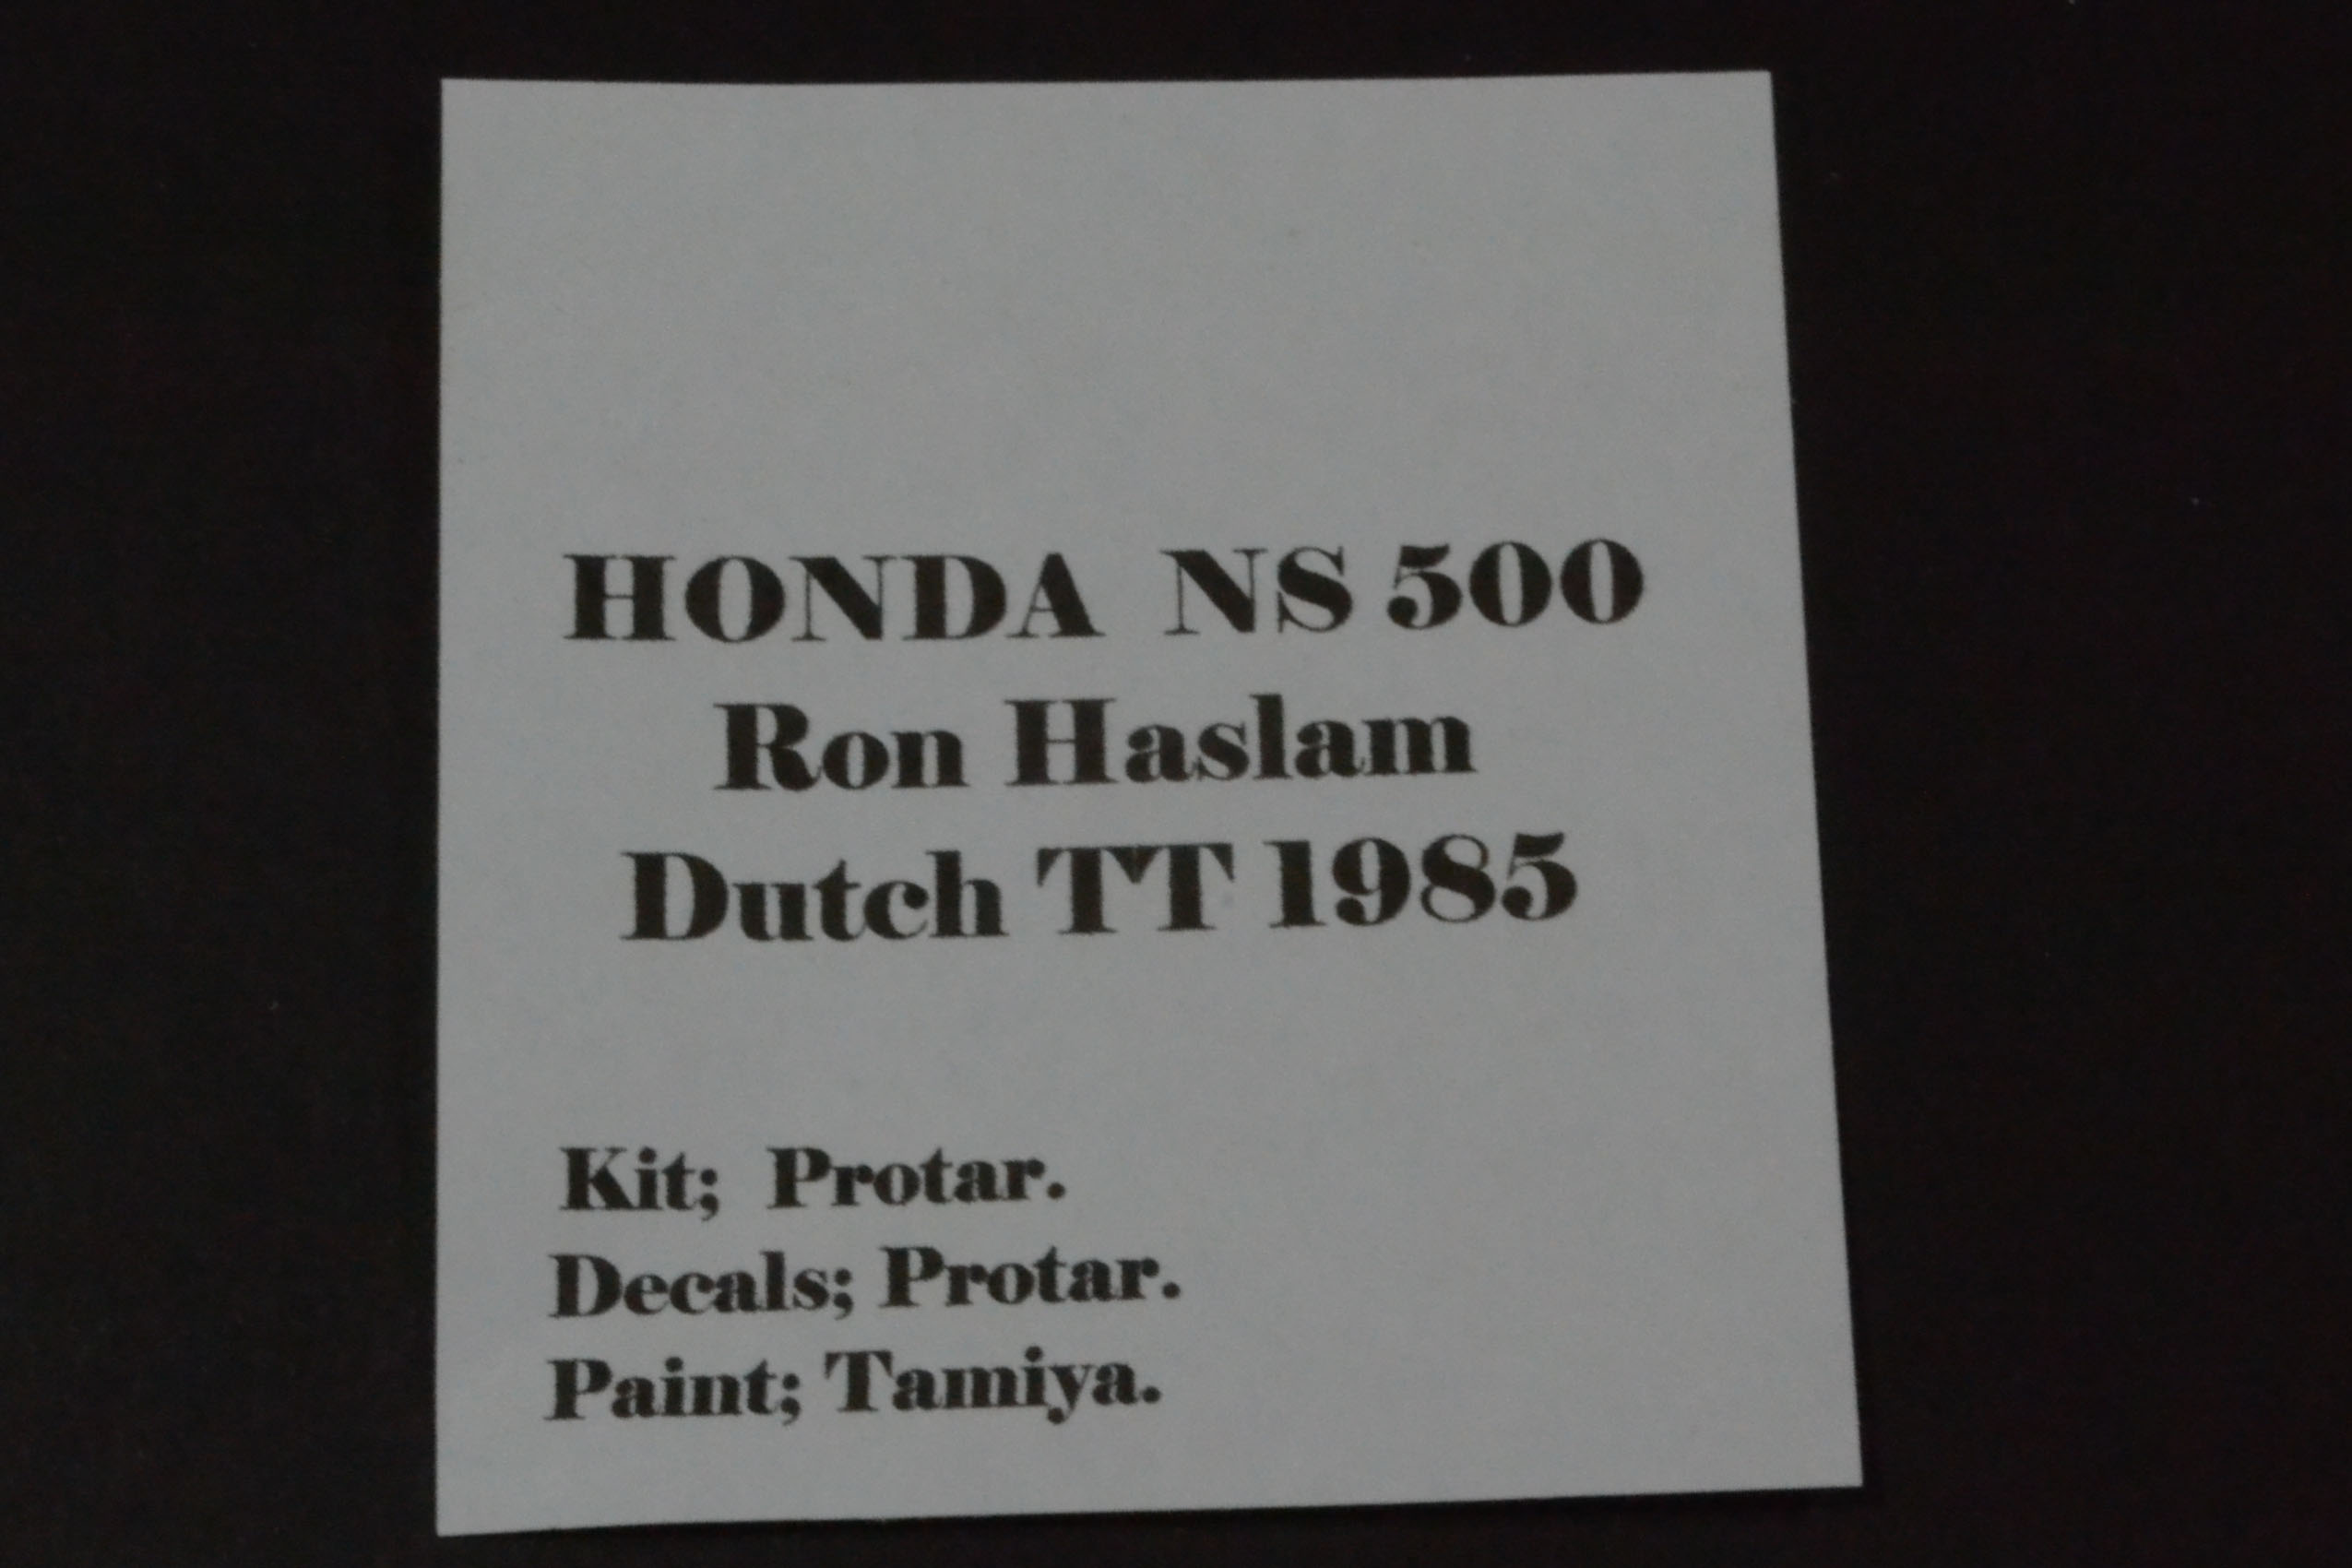 HONDA NS 500
Ron Haslam
Dutch TT 1985
Kit; Protar.
Decals; Protar.
Paint; Tamiya.